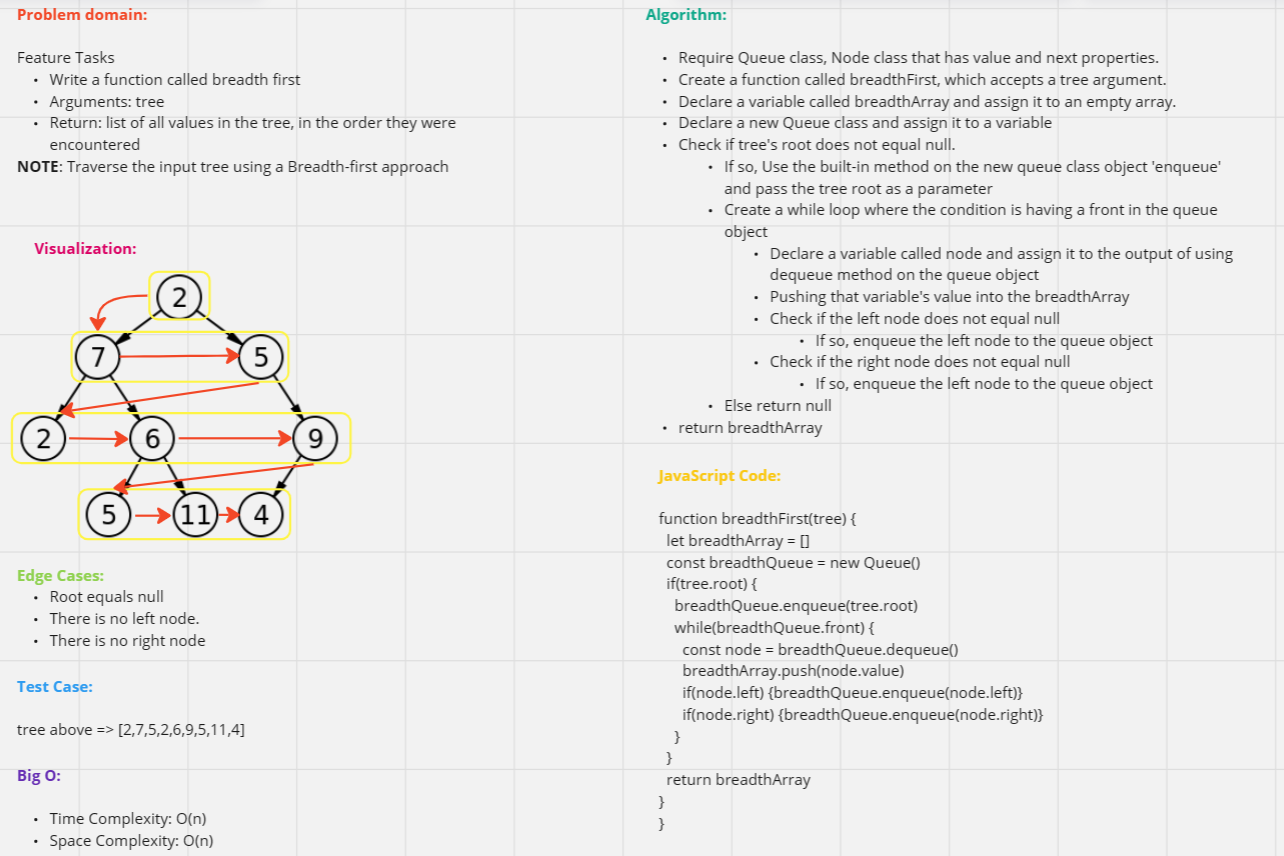 Problem domain:
Feature Tasks
• Write a function called breadth first
• Arguments: tree
• Return: list of all values in the tree, in the order they were
encountered
NOTE: Traverse the input tree using a Breadth-first approach
Visualization:
2
7 5
2 6 9
5 11 4
Edge Cases:
• Root equals null
• There is no left node.
• There is no right node
Test Case:
tree above => [2,7,5,2,6,9,5,11,4]
Big O:
• Time Complexity: O(n)
• Space Complexity: O(n)
Algorithm:
• Require Queue class, Node class that has value and next properties.
• Create a function called breadthFirst, which accepts a tree argument.
• Declare a variable called breadthArray and assign it to an empty array.
• Declare a new Queue class and assign it to a variable
• Check if tree's root does not equal null.
• If so, Use the built-in method on the new queue class object 'enqueue'
and pass the tree root as a parameter
• Create a while loop where the condition is having a front in the queue
object
• Declare a variable called node and assign it to the output of using
dequeue method on the queue object
• Pushing that variable's value into the breadthArray
• Check if the left node does not equal null
• If so, enqueue the left node to the queue object
• Check if the right node does not equal null
• If so, enqueue the left node to the queue object
• Else return null
• return breadthArray
JavaScript Code:
function breadthFirst(tree) {
let breadthArray = []
const breadthQueue = new Queue()
if(tree.root) {
breadthQueue.enqueue(tree.root)
while(breadthQueue.front) {
const node = breadthQueue.dequeue()
breadthArray.push(node.value)
if(node.left) {breadthQueue.enqueue(node.left)}
if(node.right) {breadthQueue.enqueue(node.right)}
}
}
return breadthArray
}
}